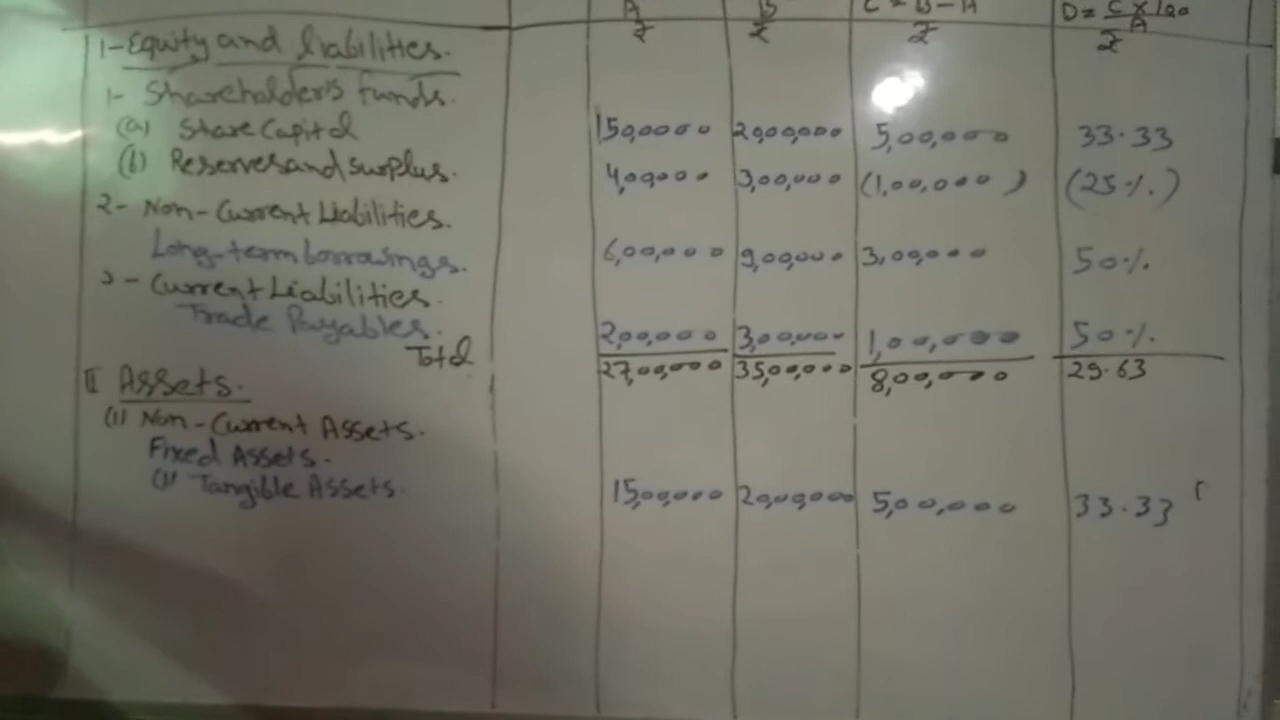 A B C = B - A D = C × 100 / A
₹ ₹ ₹ ₹
1- Equity and liabilities.
1- Shareholder's funds.
(a) Share Capital 15,00,000 20,00,000 5,00,000 33.33
(b) Reserves and surplus. 4,00,000 3,00,000 (1,00,000) (25%)
2- Non-Current Liabilities.
Long-term borrowings. 6,00,000 9,00,000 3,00,000 50%
3- Current Liabilities.
Trade Payables. 2,00,000 3,00,000 1,00,000 50%
Total 27,00,000 35,00,000 8,00,000 29.63
II Assets.
(1) Non-Current Assets.
Fixed Assets.
(1) Tangible Assets. 15,00,000 20,00,000 5,00,000 33.33